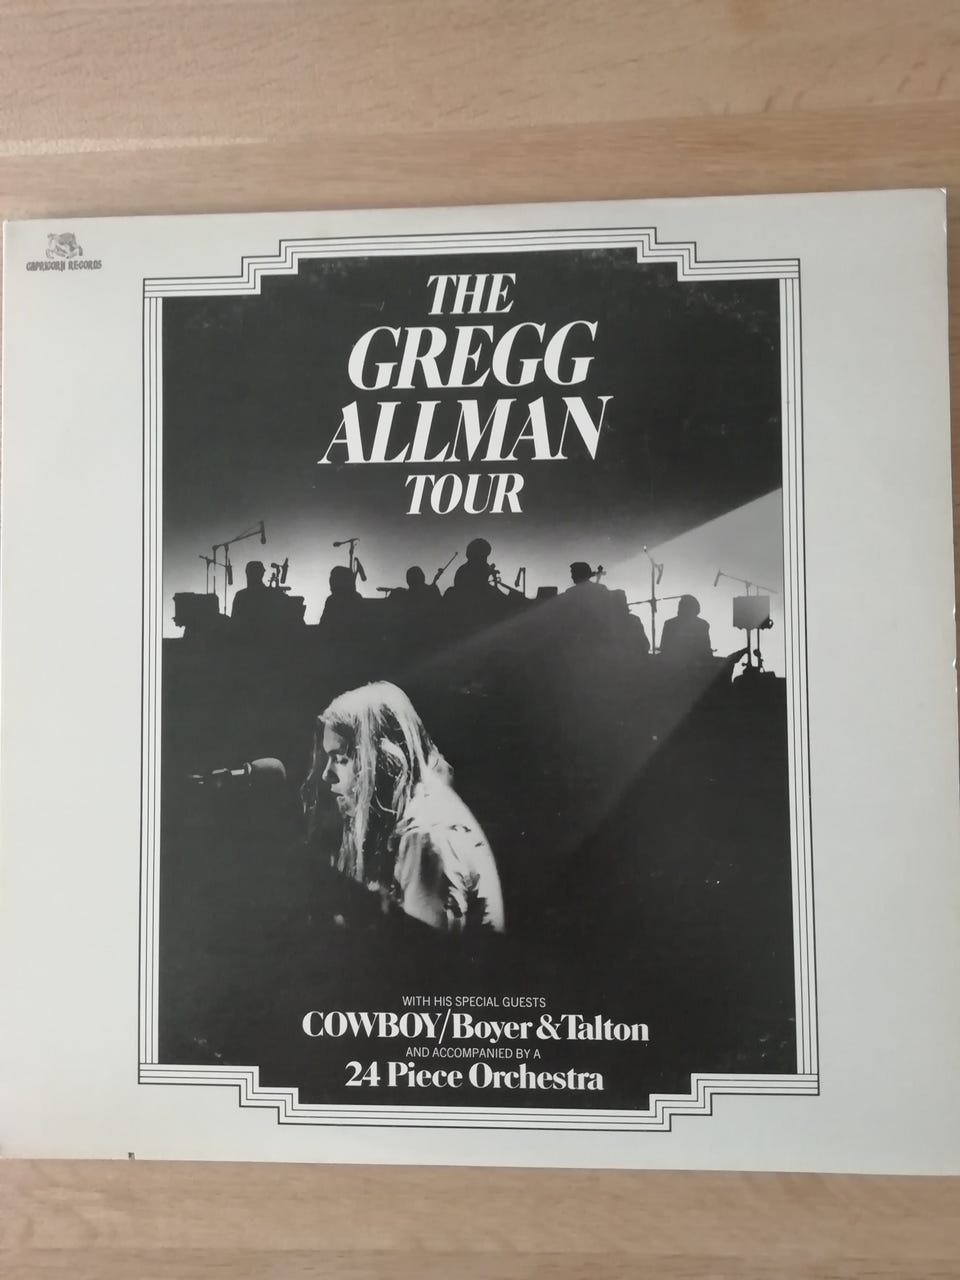 CAPRICORN RECORDS
THE
GREGG
ALLMAN
TOUR
WITH HIS SPECIAL GUESTS
COWBOY/Boyer & Talton
AND ACCOMPANIED BY A
24 Piece Orchestra